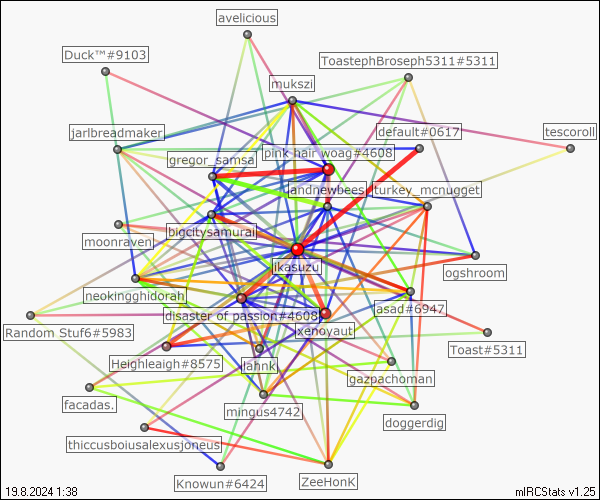 avelicious
Duck™#9103
ToastephBroseph5311#5311
mukszi
jarlbreadmaker
default#0617
tescoroll
gregor_samsa
pink hair woag#4608
andnewbees
turkey_mcnugget
bigcitysamurai
moonraven
ikasuzu
ogshroom
neokingghidorah
disaster of passion#4608
asad#6947
Random Stuf6#5983
xenoyaut
Toast#5311
Heighleaigh#8575
fahnk
gazpachoman
facadas.
mingus4742
doggerdig
thiccusboiusalexusjoneus
Knowun#6424
ZeeHonK
19.8.2024 1:38
mIRCStats v1.25